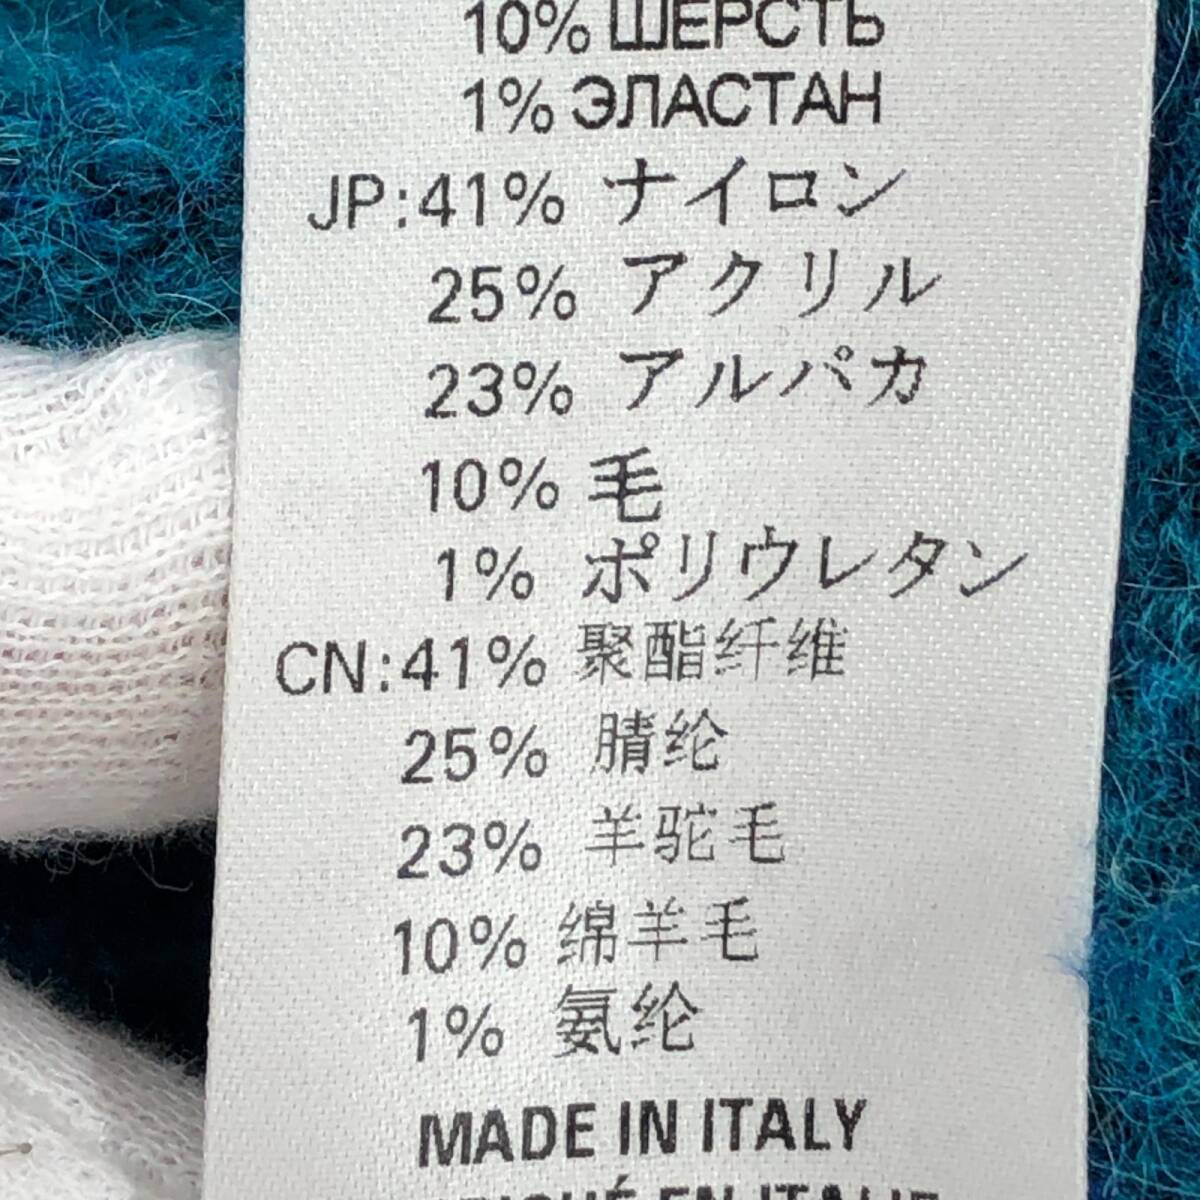 10% ШЕРСТЬ
1% ЭЛАСТАН
JP:41% ナイロン
25% アクリル
23% アルパカ
10% 毛
1% ポリウレタン
CN:41% 聚酯纤维
25% 腈纶
23% 羊驼毛
10% 绵羊毛
1% 氨纶
MADE IN ITALY
EN ITALIE